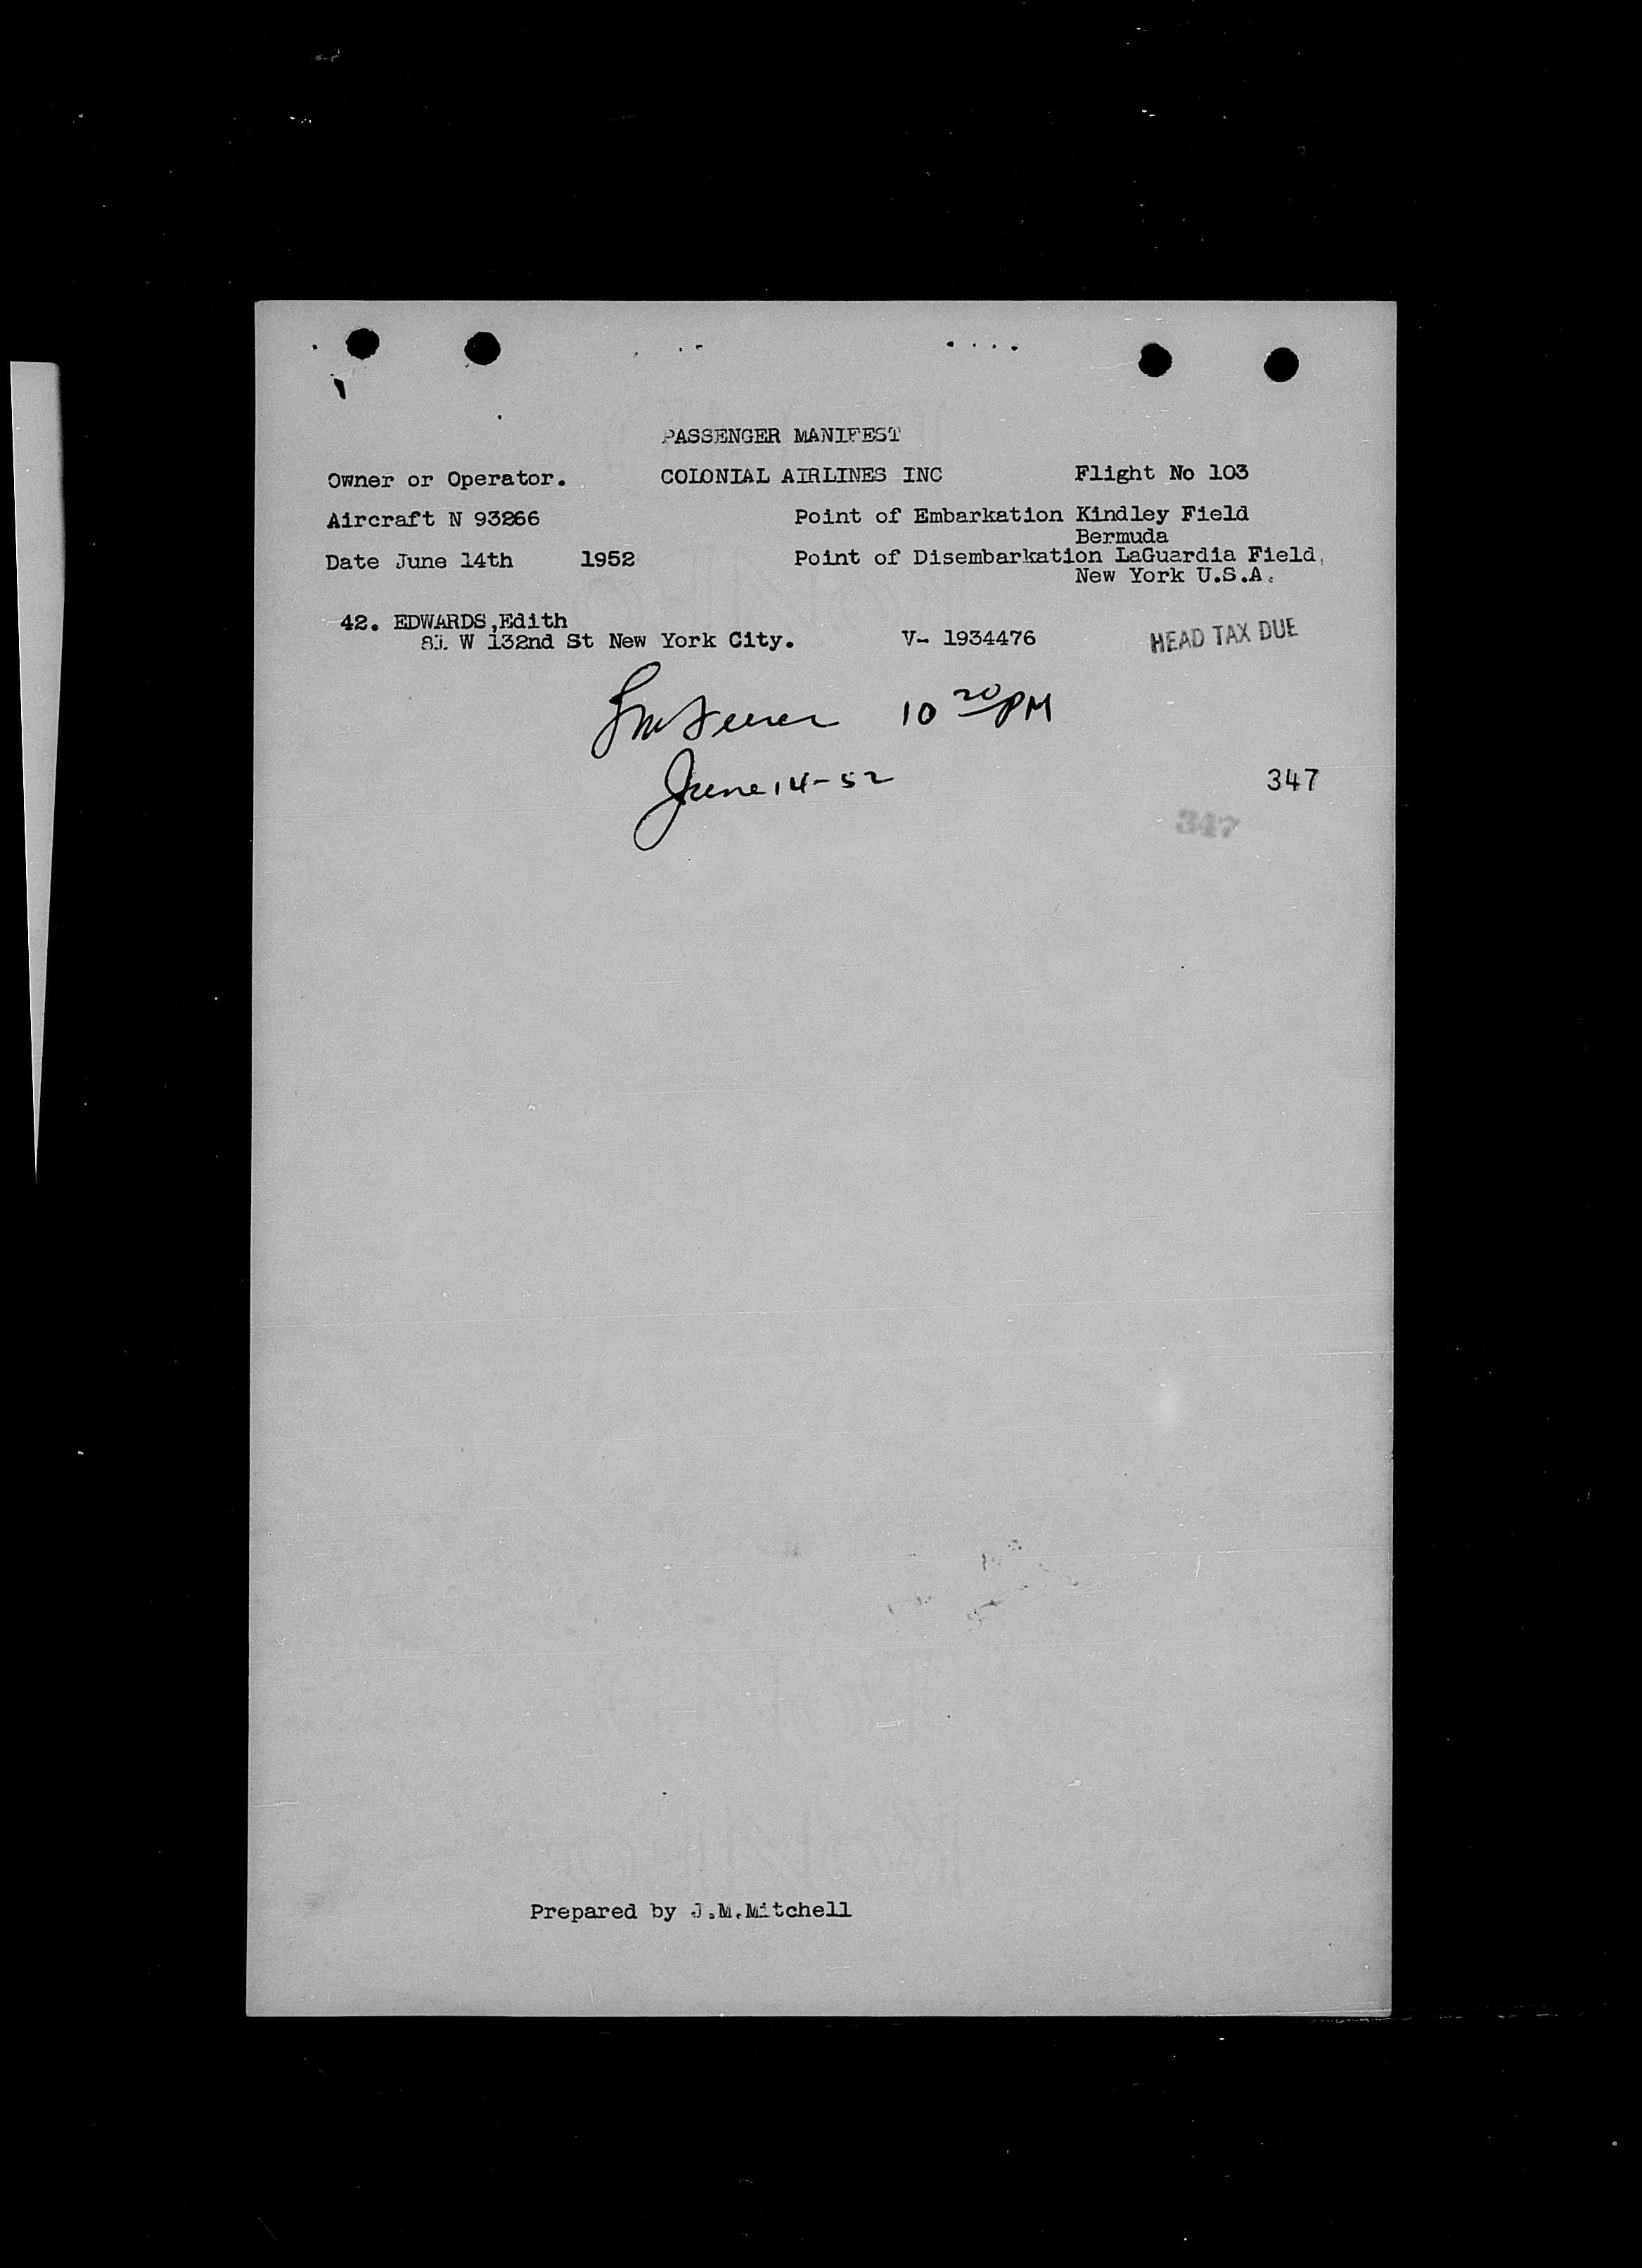 PASSENGER MANIFEST
Owner or Operator. COLONIAL AIRLINES INC Flight No 103
Aircraft N 93266 Point of Embarkation Kindley Field
Bermuda
Date June 14th 1952 Point of Disembarkation LaGuardia Field,
New York U.S.A.
42. EDWARDS,Edith
81 W 132nd St New York City. V- 1934476 HEAD TAX DUE
10 20 PM
June 14-52
347
347
Prepared by J.M.Mitchell